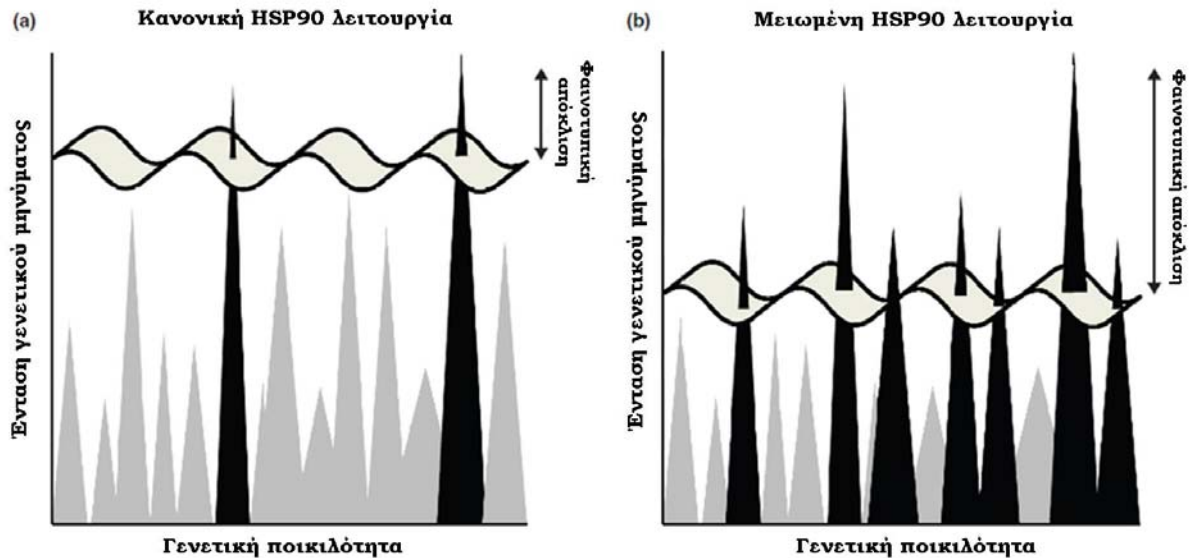 (a) Κανονική HSP90 λειτουργία
Ένταση γενετικού μηνύματος
Φαινοτυπική
απόκλιση
Γενετική ποικιλότητα
(b) Μειωμένη HSP90 λειτουργία
Ένταση γενετικού μηνύματος
Φαινοτυπική απόκλιση
Γενετική ποικιλότητα